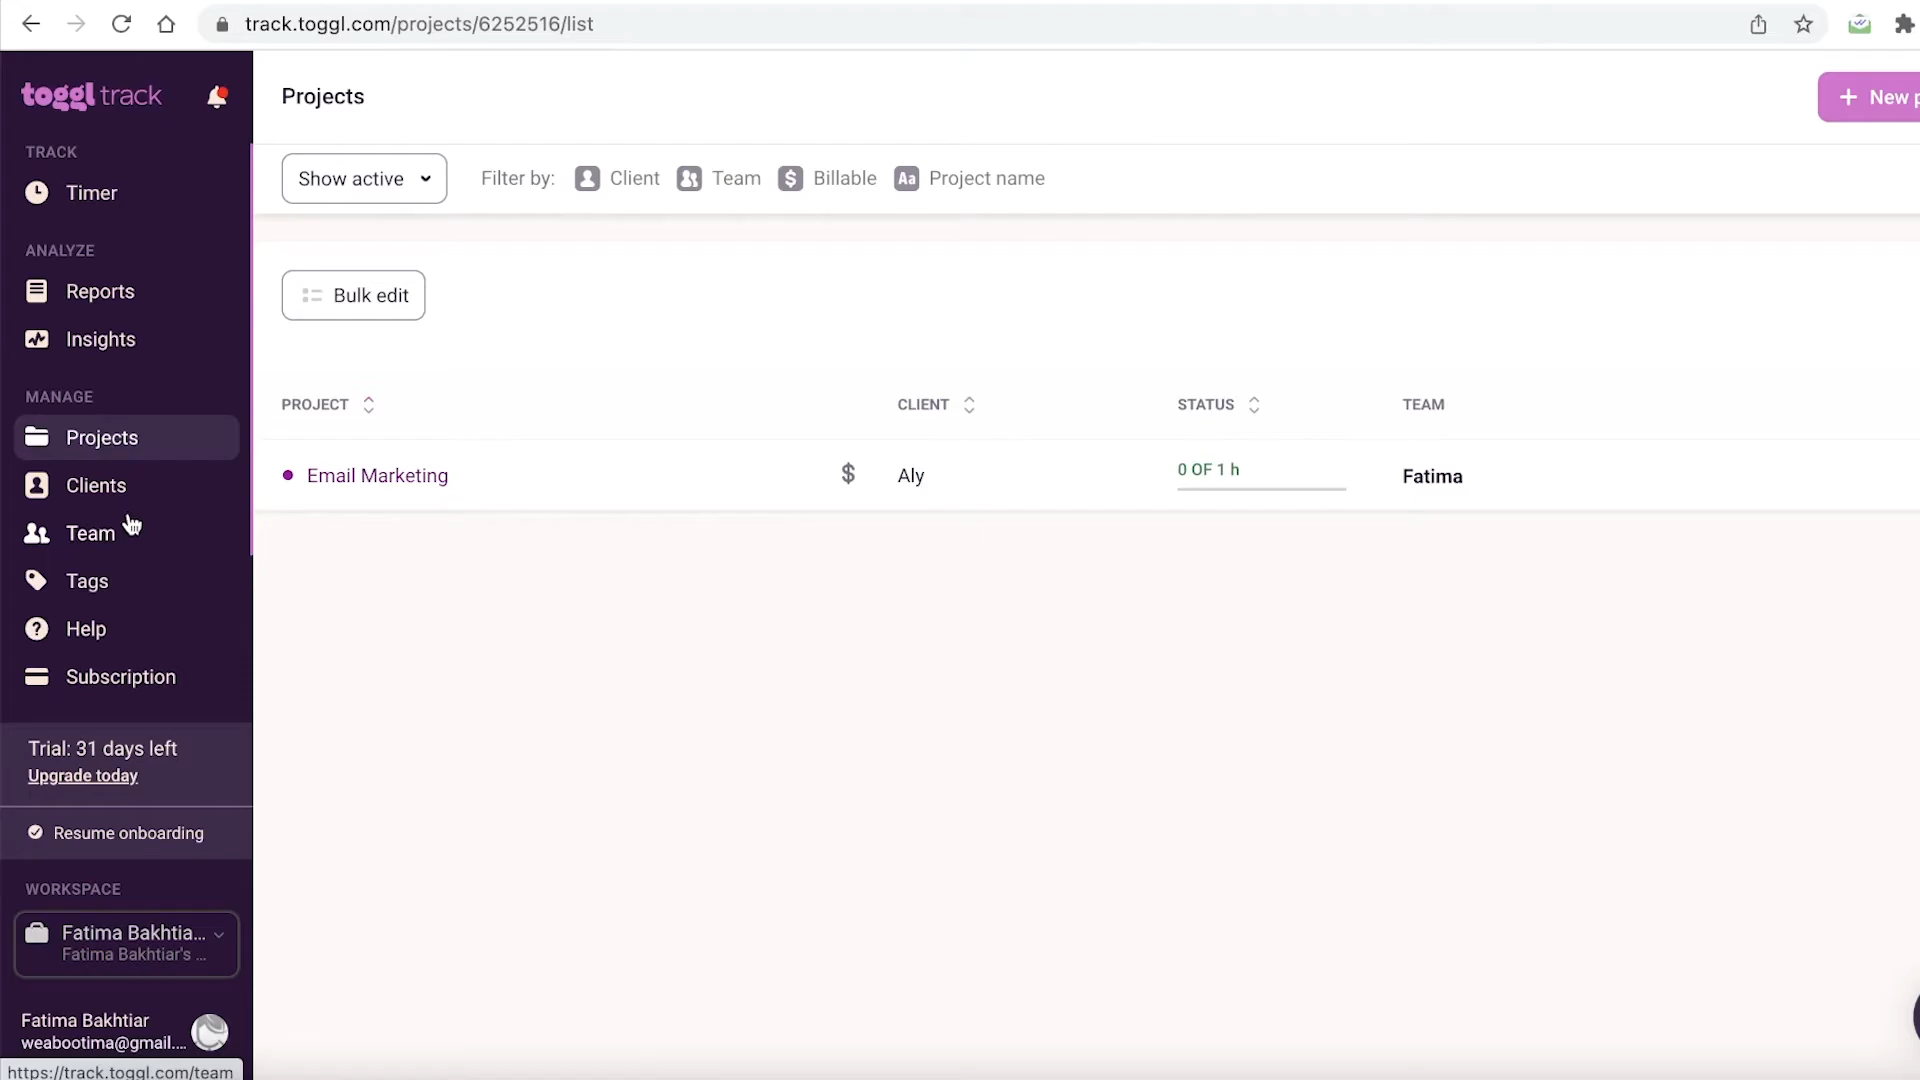 track.toggl.com/projects/6252516/list
toggl track
Projects
+ New p
TRACK
Timer
Show active
Filter by: Client Team $ Billable Aa Project name
ANALYZE
Reports
Insights
Bulk edit
MANAGE
Projects
Clients
Team
Tags
? Help
Subscription
PROJECT CLIENT STATUS TEAM
Email Marketing $ Aly 0 OF 1 h Fatima
Trial: 31 days left
Upgrade today
Resume onboarding
WORKSPACE
Fatima Bakhtia...
Fatima Bakhtiar's ...
Fatima Bakhtiar
weabootima@gmail....
https://track.toggl.com/team